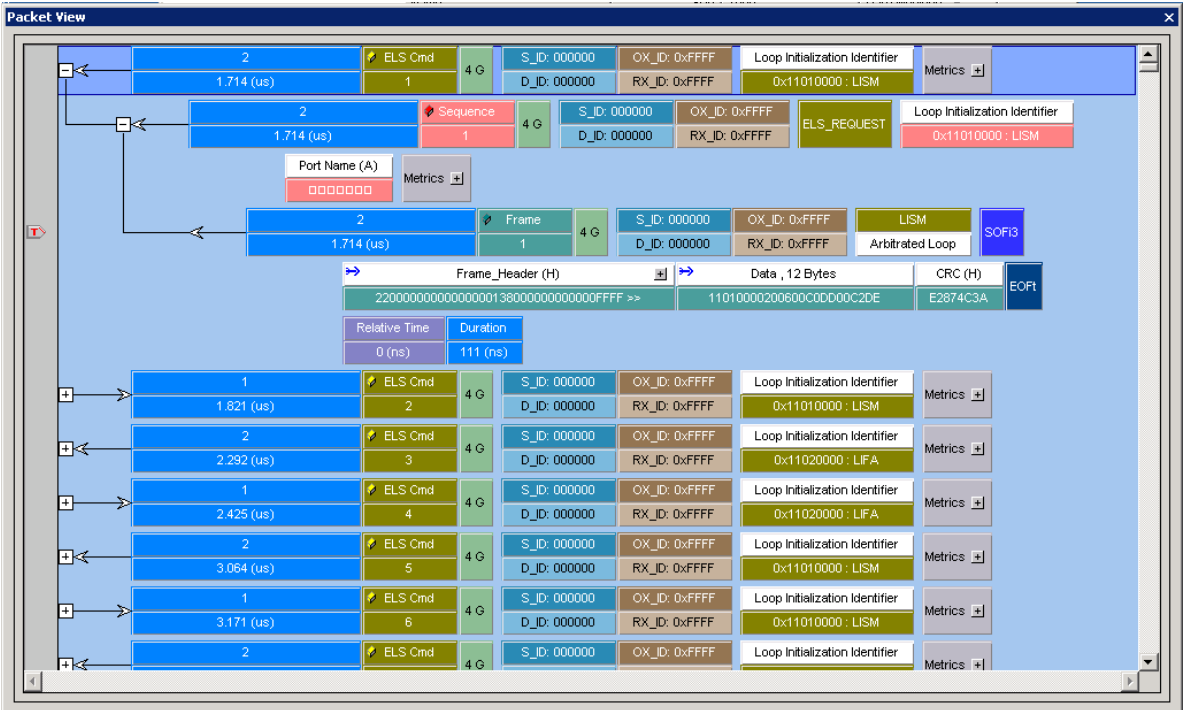 Packet View
2 ELS Cmd 4 G S_ID: 000000 OX_ID: 0xFFFF Loop Initialization Identifier Metrics
1.714 (us) 1 D_ID: 000000 RX_ID: 0xFFFF 0x11010000 : LISM
2 Sequence 4 G S_ID: 000000 OX_ID: 0xFFFF ELS_REQUEST Loop Initialization Identifier
1.714 (us) 1 D_ID: 000000 RX_ID: 0xFFFF 0x11010000 : LISM
Port Name (A) Metrics
2 Frame 4 G S_ID: 000000 OX_ID: 0xFFFF LISM SOFi3
1.714 (us) 1 D_ID: 000000 RX_ID: 0xFFFF Arbitrated Loop
T
Frame_Header (H) Data , 12 Bytes CRC (H) EOFt
2200000000000000013800000000000FFFF >> 11010000200600C0DD00C2DE E2874C3A
Relative Time Duration
0 (ns) 111 (ns)
1 ELS Cmd 4 G S_ID: 000000 OX_ID: 0xFFFF Loop Initialization Identifier Metrics
1.821 (us) 2 D_ID: 000000 RX_ID: 0xFFFF 0x11010000 : LISM
2 ELS Cmd 4 G S_ID: 000000 OX_ID: 0xFFFF Loop Initialization Identifier Metrics
2.292 (us) 3 D_ID: 000000 RX_ID: 0xFFFF 0x11020000 : LIFA
1 ELS Cmd 4 G S_ID: 000000 OX_ID: 0xFFFF Loop Initialization Identifier Metrics
2.425 (us) 4 D_ID: 000000 RX_ID: 0xFFFF 0x11020000 : LIFA
2 ELS Cmd 4 G S_ID: 000000 OX_ID: 0xFFFF Loop Initialization Identifier Metrics
3.064 (us) 5 D_ID: 000000 RX_ID: 0xFFFF 0x11010000 : LISM
1 ELS Cmd 4 G S_ID: 000000 OX_ID: 0xFFFF Loop Initialization Identifier Metrics
3.171 (us) 6 D_ID: 000000 RX_ID: 0xFFFF 0x11010000 : LISM
2 ELS Cmd 4 G S_ID: 000000 OX_ID: 0xFFFF Loop Initialization Identifier Metrics